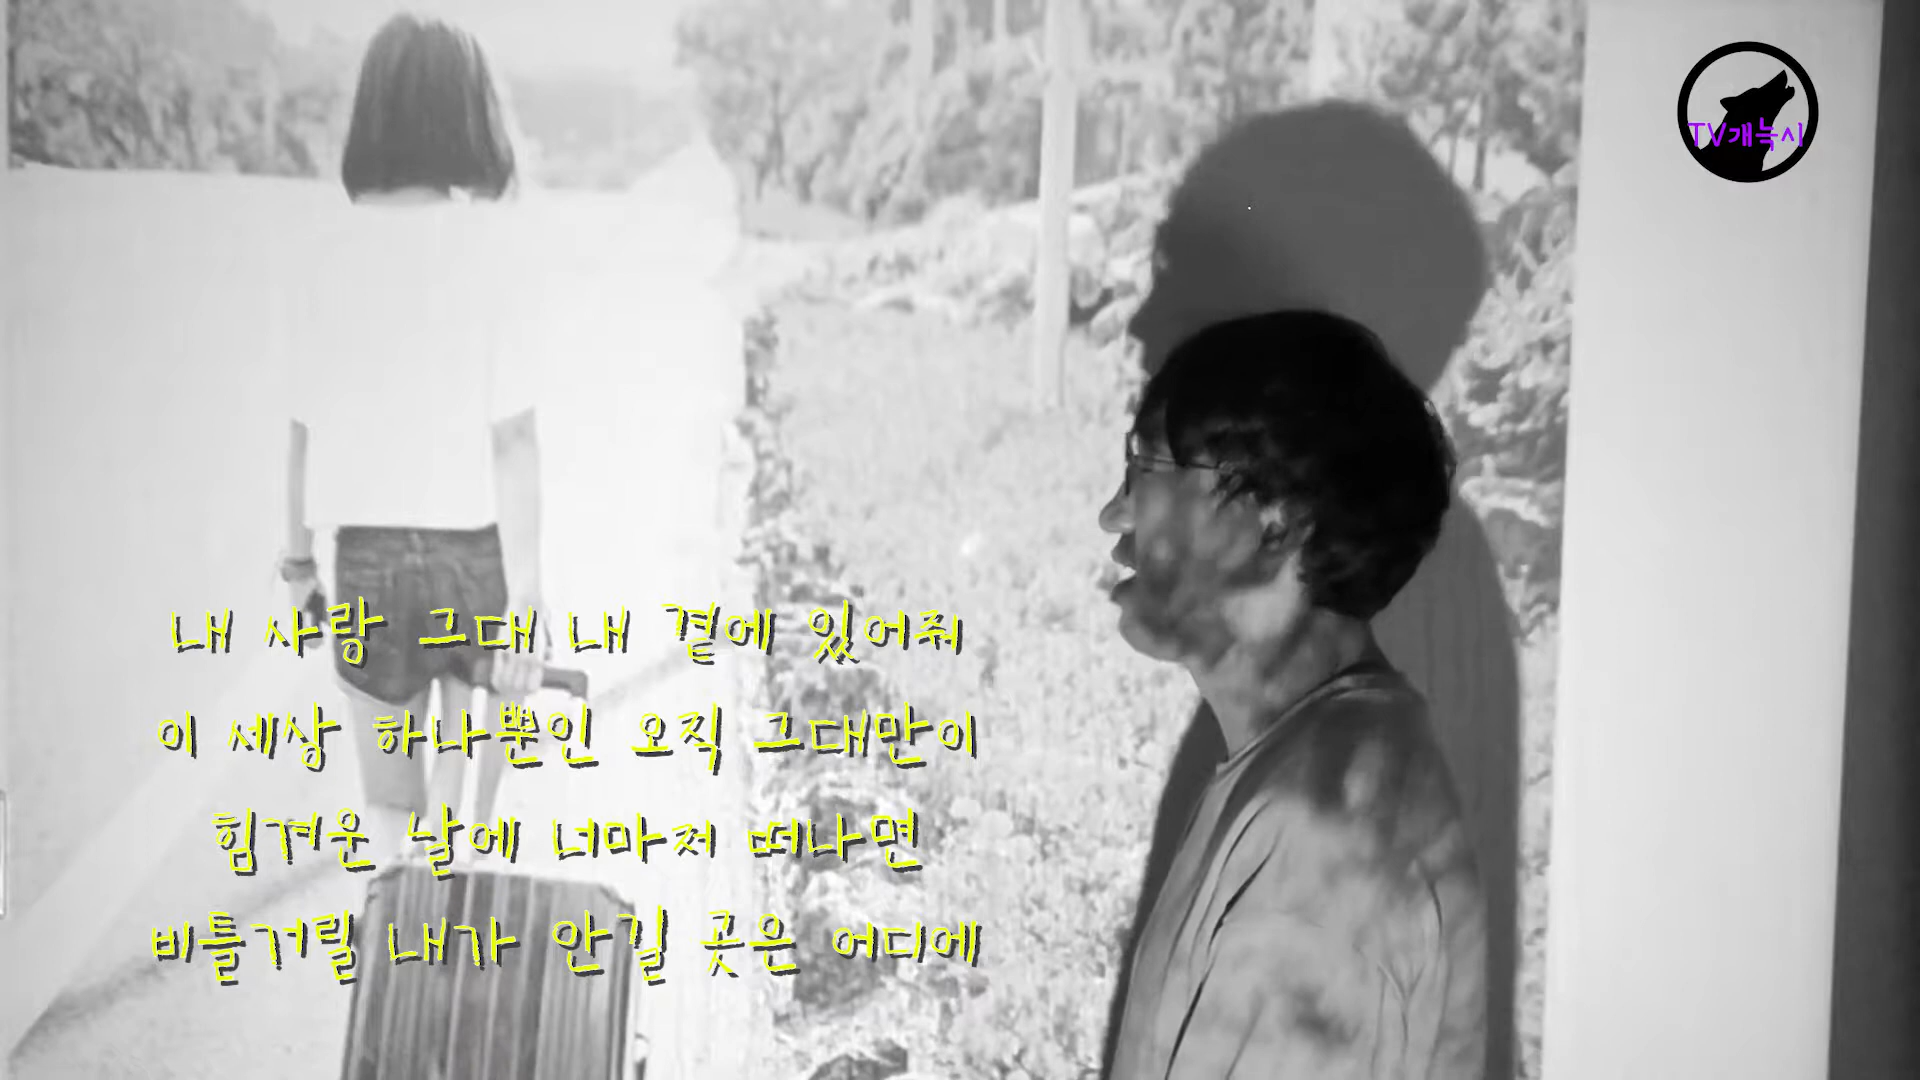 TV개늑시
내 사랑 그대 내 곁에 있어줘
이 세상 하나뿐인 오직 그대만이
힘겨운 날에 너마저 떠나면
비틀거릴 내가 안길 곳은 어디에